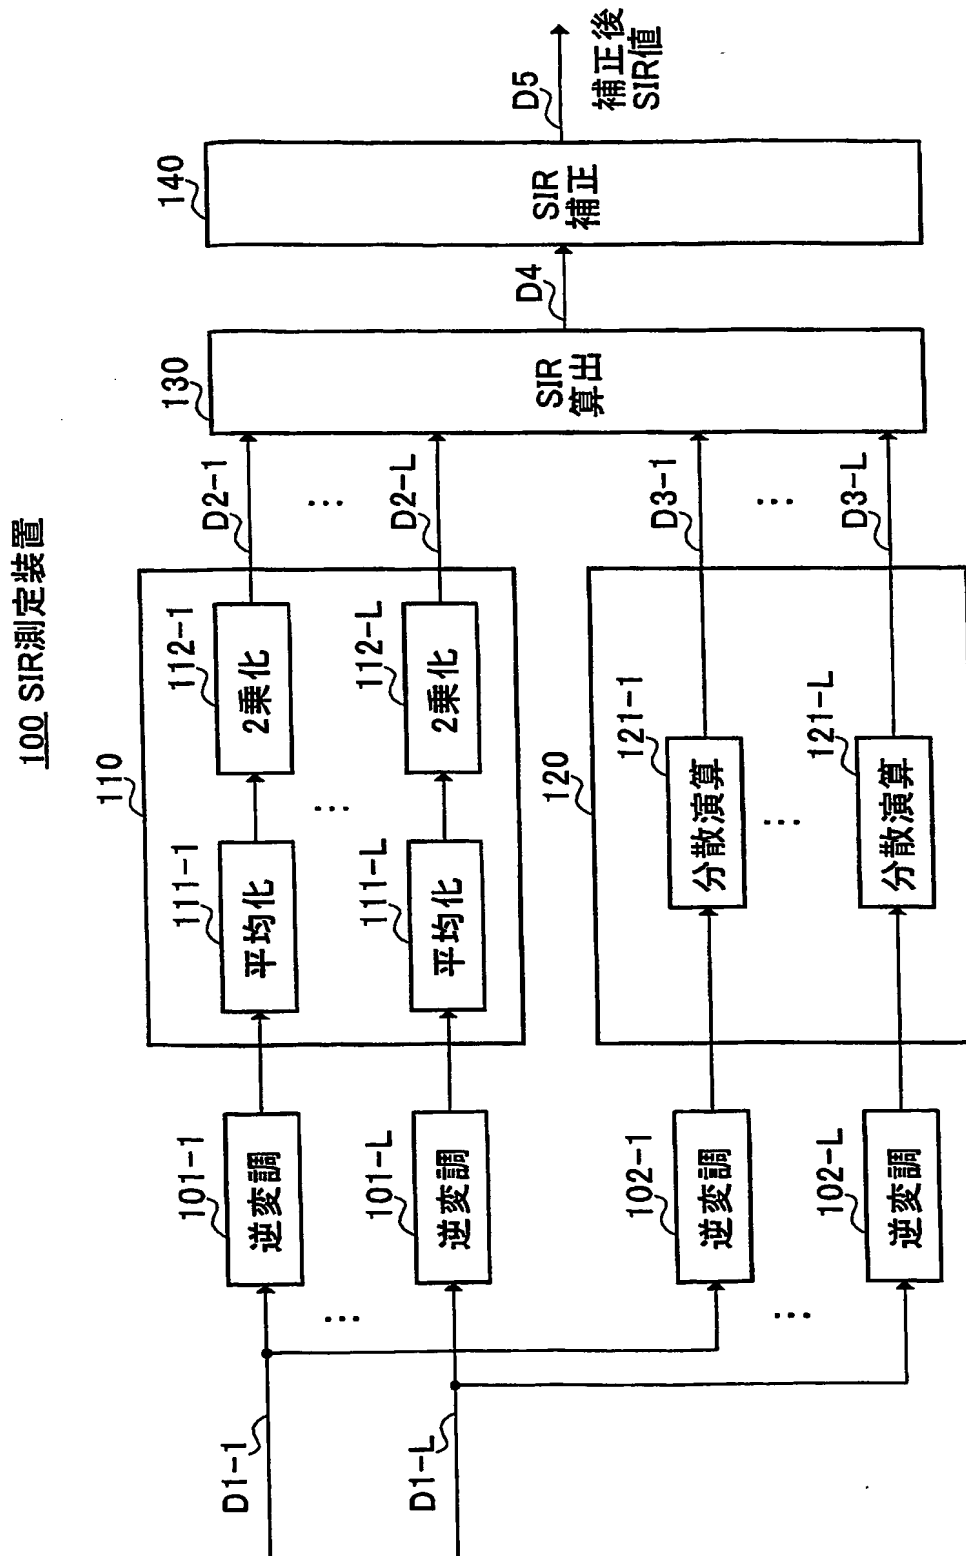 100 SIR測定装置
D1-1
D1-L
…
101-1
逆変調
101-L
逆変調
102-1
逆変調
…
102-L
逆変調
110
111-1
平均化
112-1
2乗化
…
111-L
平均化
112-L
2乗化
120
121-1
分散演算
…
121-L
分散演算
D2-1
…
D2-L
D3-1
…
D3-L
130
SIR
算出
D4
140
SIR
補正
D5
補正後
SIR値